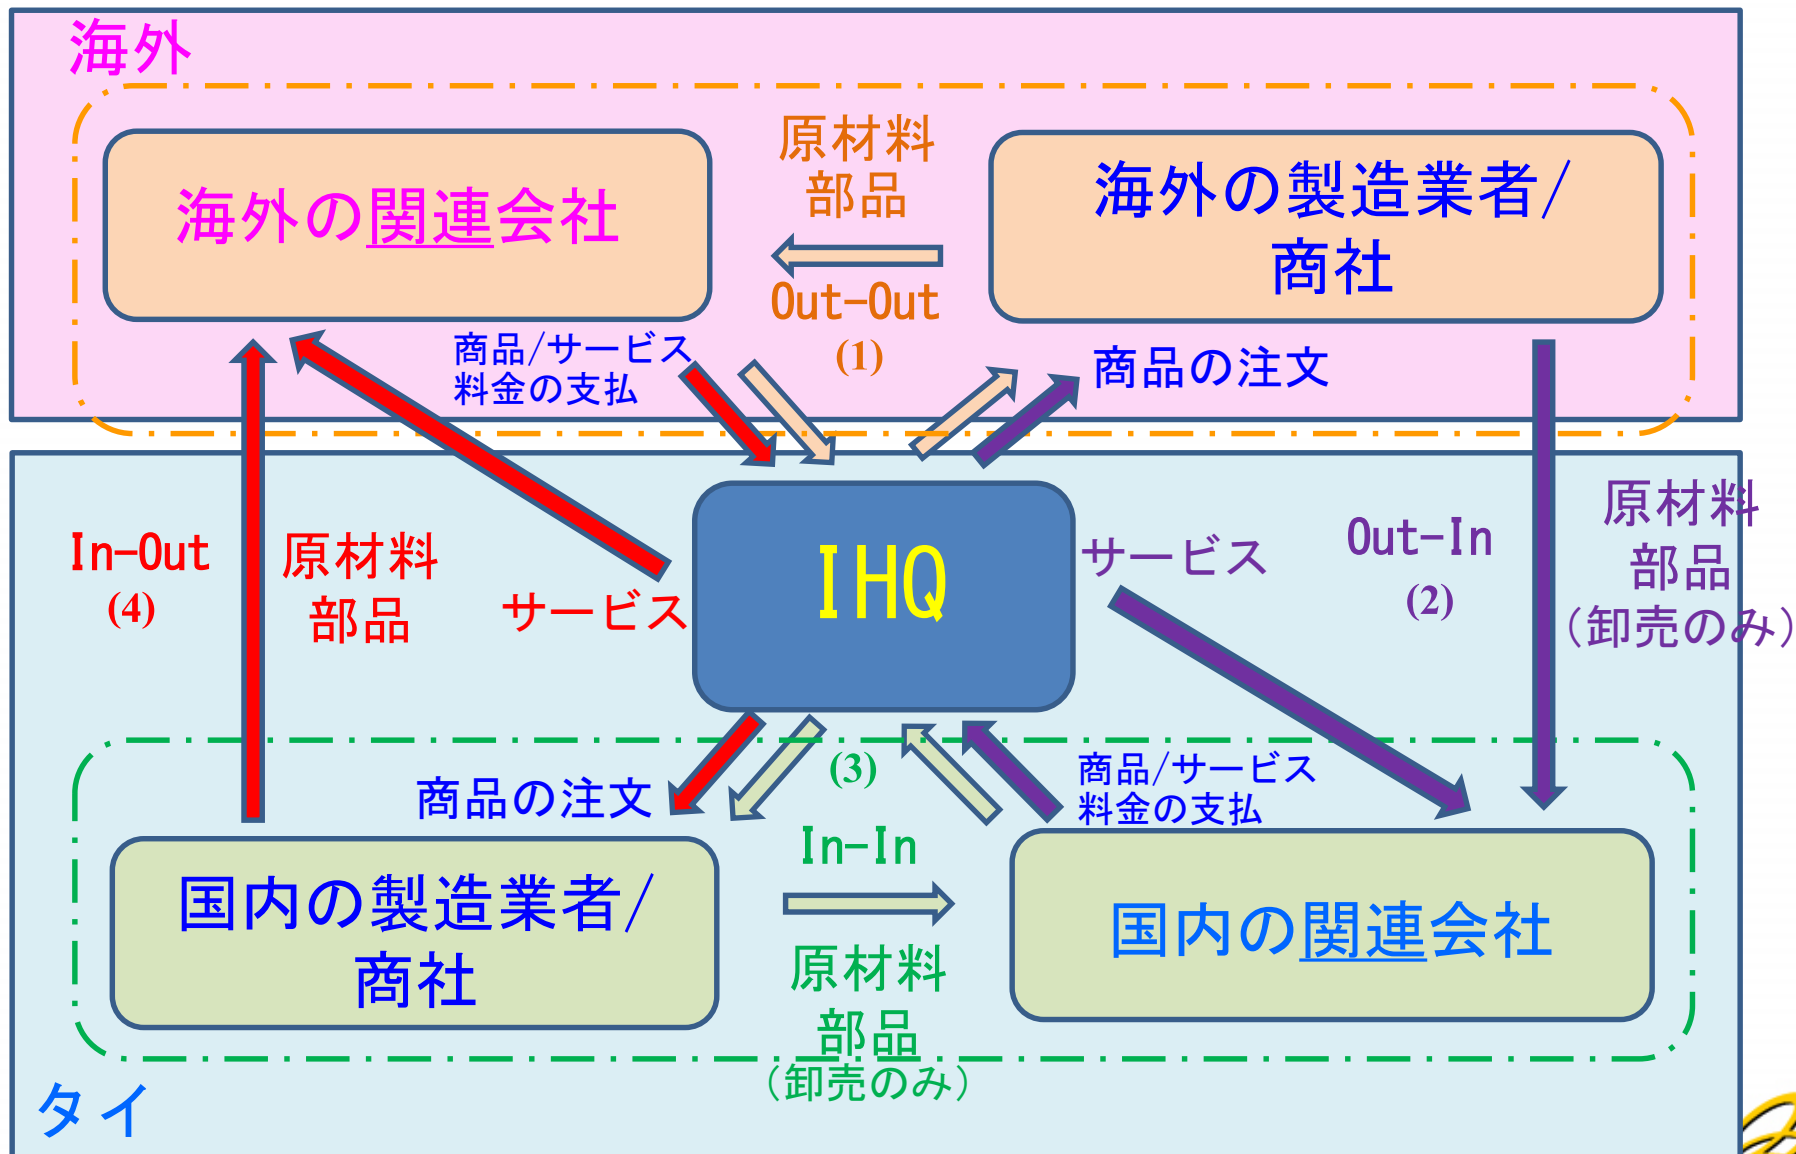 海外
海外の関連会社
原材料
部品
Out-Out
(1)
海外の製造業者/
商社
商品/サービス
料金の支払
商品の注文
In-Out
(4)
原材料
部品
サービス
IHQ
サービス
Out-In
(2)
原材料
部品
(卸売のみ)
商品の注文
(3)
商品/サービス
料金の支払
国内の製造業者/
商社
In-In
原材料
部品
(卸売のみ)
国内の関連会社
タイ